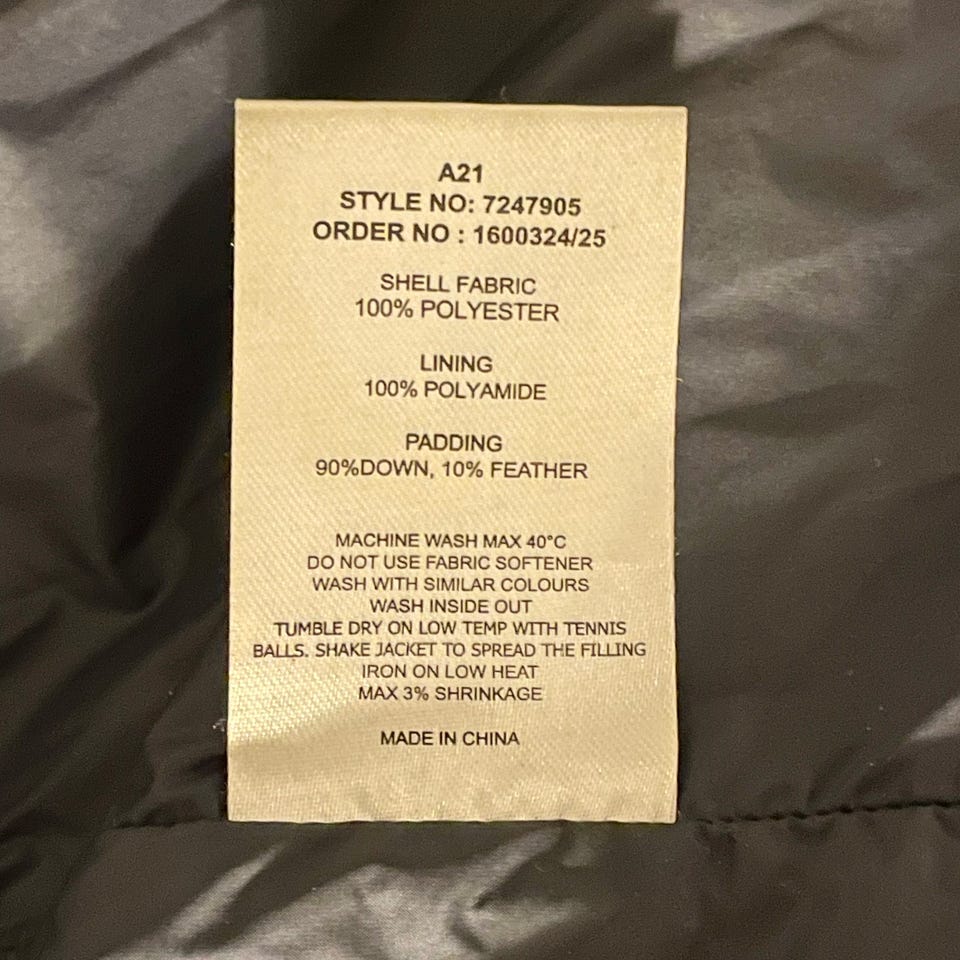 A21
STYLE NO: 7247905
ORDER NO : 1600324/25
SHELL FABRIC
100% POLYESTER
LINING
100% POLYAMIDE
PADDING
90%DOWN, 10% FEATHER
MACHINE WASH MAX 40°C
DO NOT USE FABRIC SOFTENER
WASH WITH SIMILAR COLOURS
WASH INSIDE OUT
TUMBLE DRY ON LOW TEMP WITH TENNIS
BALLS. SHAKE JACKET TO SPREAD THE FILLING
IRON ON LOW HEAT
MAX 3% SHRINKAGE
MADE IN CHINA